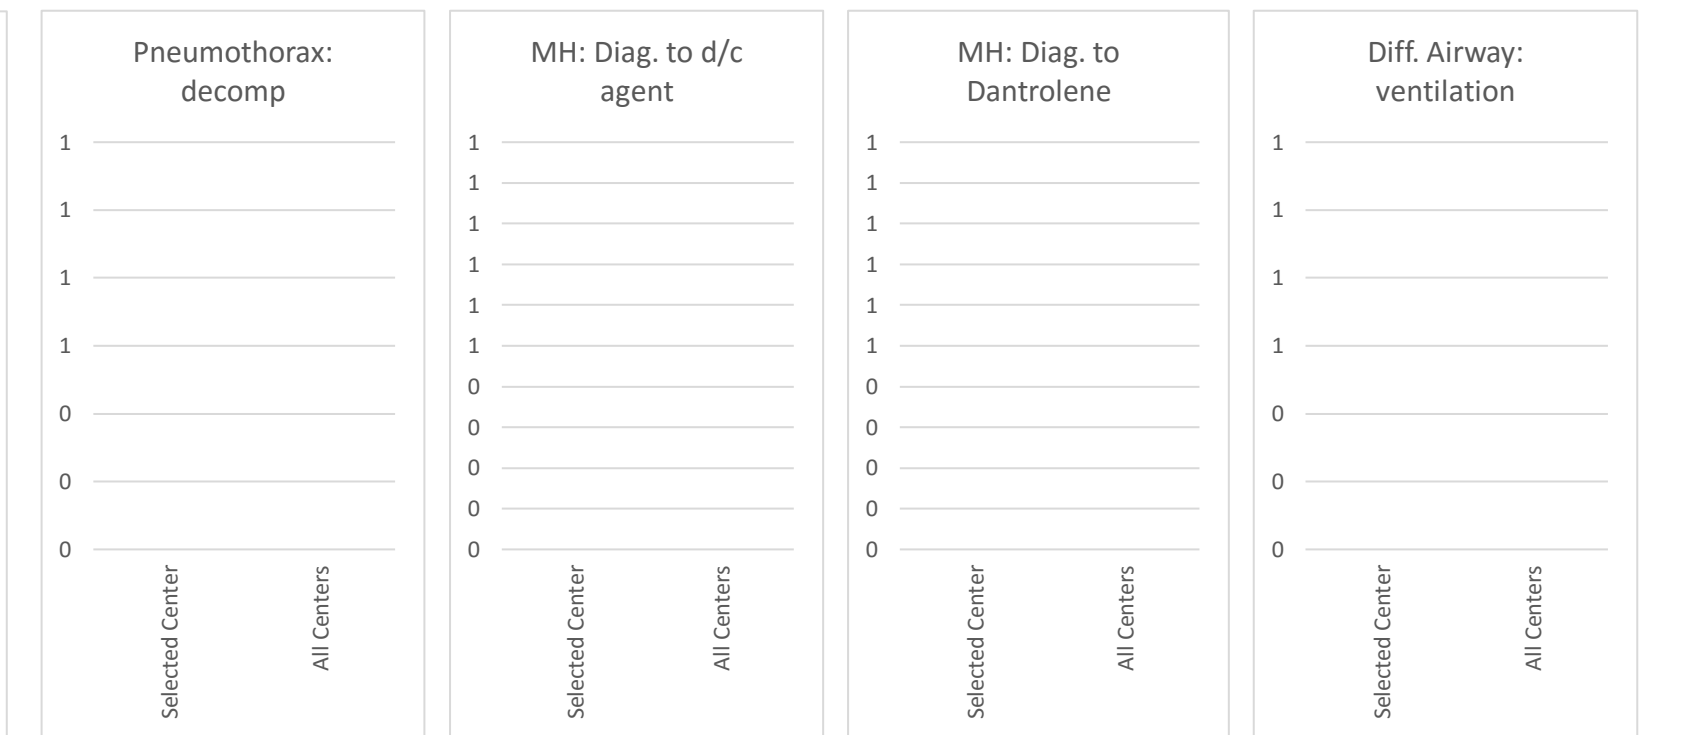 Pneumothorax:
decomp
1
1
1
1
0
0
0
Selected Center
All Centers
MH: Diag. to d/c
agent
1
1
1
1
1
1
0
0
0
0
0
Selected Center
All Centers
MH: Diag. to
Dantrolene
1
1
1
1
1
1
0
0
0
0
0
Selected Center
All Centers
Diff. Airway:
ventilation
1
1
1
1
0
0
0
Selected Center
All Centers